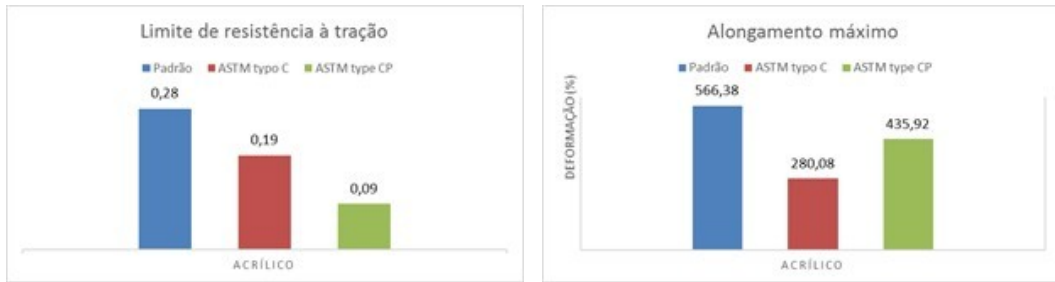 Limite de resistência à tração
Padrão ASTM typo C ASTM type CP
0,28
0,19
0,09
ACRÍLICO
Alongamento máximo
Padrão ASTM typo C ASTM type CP
DEFORMAÇÃO (%)
566,38
280,08
435,92
ACRÍLICO